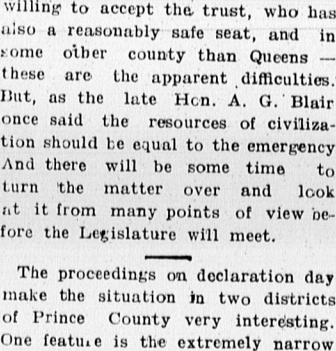 willing to accept the trust, who has
also a reasonably safe seat, and in
some other county than Queens —
these are the apparent difficulties.
But, as the late Hon. A. G. Blair
once said the resources of civiliza-
tion should be equal to the emergency
And there will be some time to
turn the matter over and look
at it from many points of view be-
fore the Legislature will meet.
The proceedings on declaration day
make the situation in two districts
of Prince County very interesting.
One feature is the extremely narrow